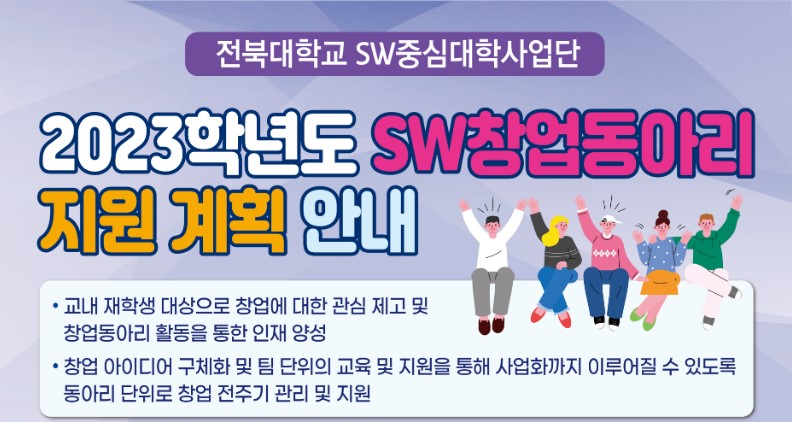 전북대학교 SW중심대학사업단
2023학년도 SW창업동아리
지원 계획 안내
• 교내 재학생 대상으로 창업에 대한 관심 제고 및
창업동아리 활동을 통한 인재 양성
• 창업 아이디어 구체화 및 팀 단위의 교육 및 지원을 통해 사업화까지 이루어질 수 있도록
동아리 단위로 창업 전주기 관리 및 지원